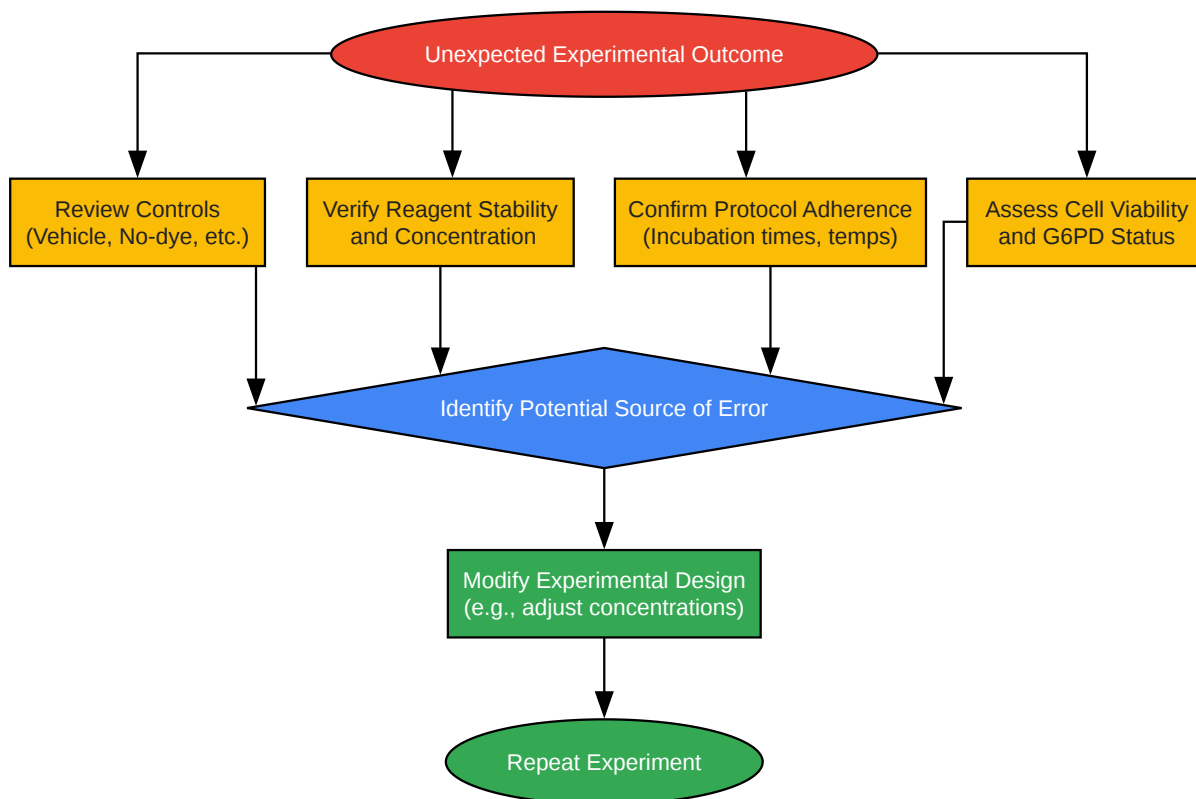 Unexpected Experimental Outcome
Review Controls
(Vehicle, No-dye, etc.)
Verify Reagent Stability
and Concentration
Confirm Protocol Adherence
(Incubation times, temps)
Assess Cell Viability
and G6PD Status
Identify Potential Source of Error
Modify Experimental Design
(e.g., adjust concentrations)
Repeat Experiment